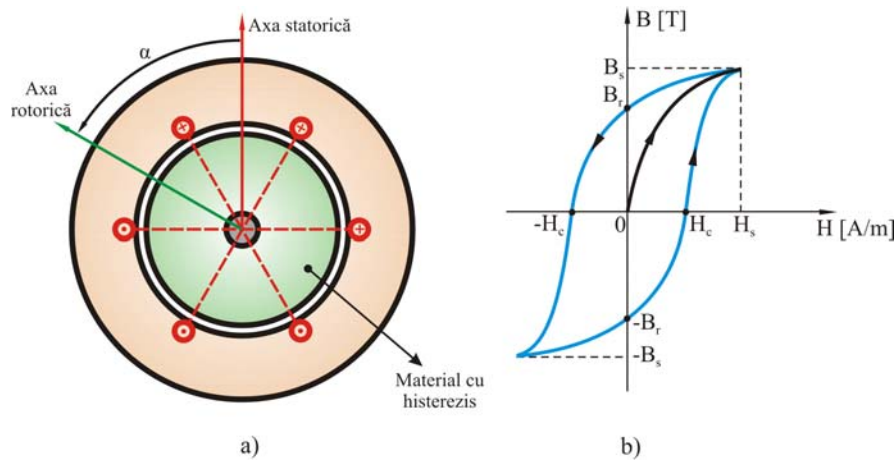 Axa statorică
α
Axa
rotorică
Material cu
histerezis
a)
B [T]
Bs
Br
-Hc
0
Hc
Hs
H [A/m]
-Br
-Bs
b)